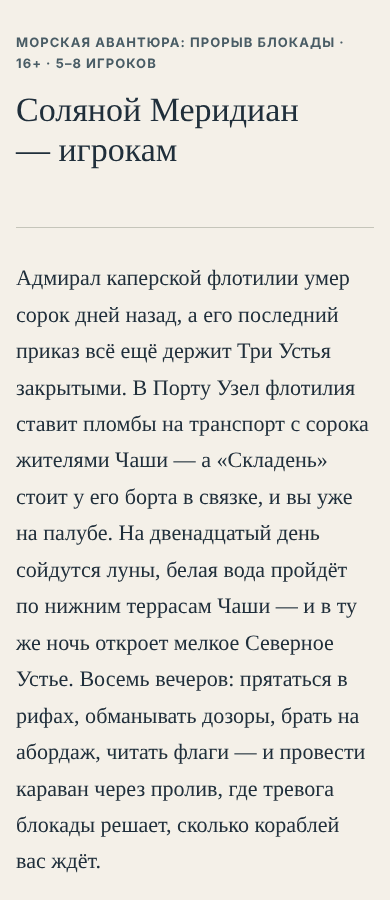 МОРСКАЯ АВАНТЮРА: ПРОРЫВ БЛОКАДЫ ·
16+ · 5–8 ИГРОКОВ
Соляной Меридиан
— игрокам
Адмирал каперской флотилии умер
сорок дней назад, а его последний
приказ всё ещё держит Три Устья
закрытыми. В Порту Узел флотилия
ставит пломбы на транспорт с сорока
жителями Чаши — а «Складень»
стоит у его борта в связке, и вы уже
на палубе. На двенадцатый день
сойдутся луны, белая вода пройдёт
по нижним террасам Чаши — и в ту
же ночь откроет мелкое Северное
Устье. Восемь вечеров: прятаться в
рифах, обманывать дозоры, брать на
абордаж, читать флаги — и провести
караван через пролив, где тревога
блокады решает, сколько кораблей
вас ждёт.